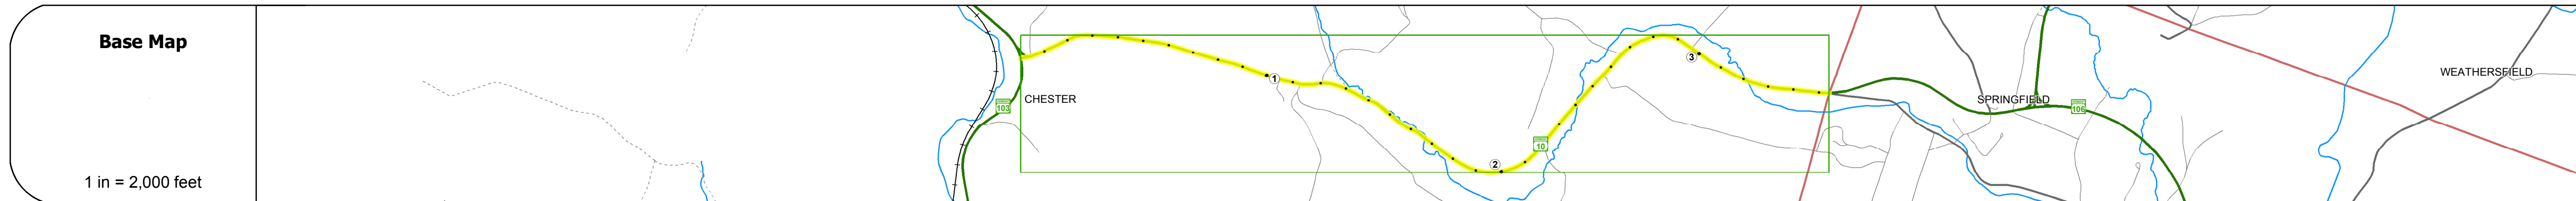 Base Map
1 in = 2,000 feet
103
CHESTER
1
2
10
3
SPRINGFIELD
106
WEATHERSFIELD